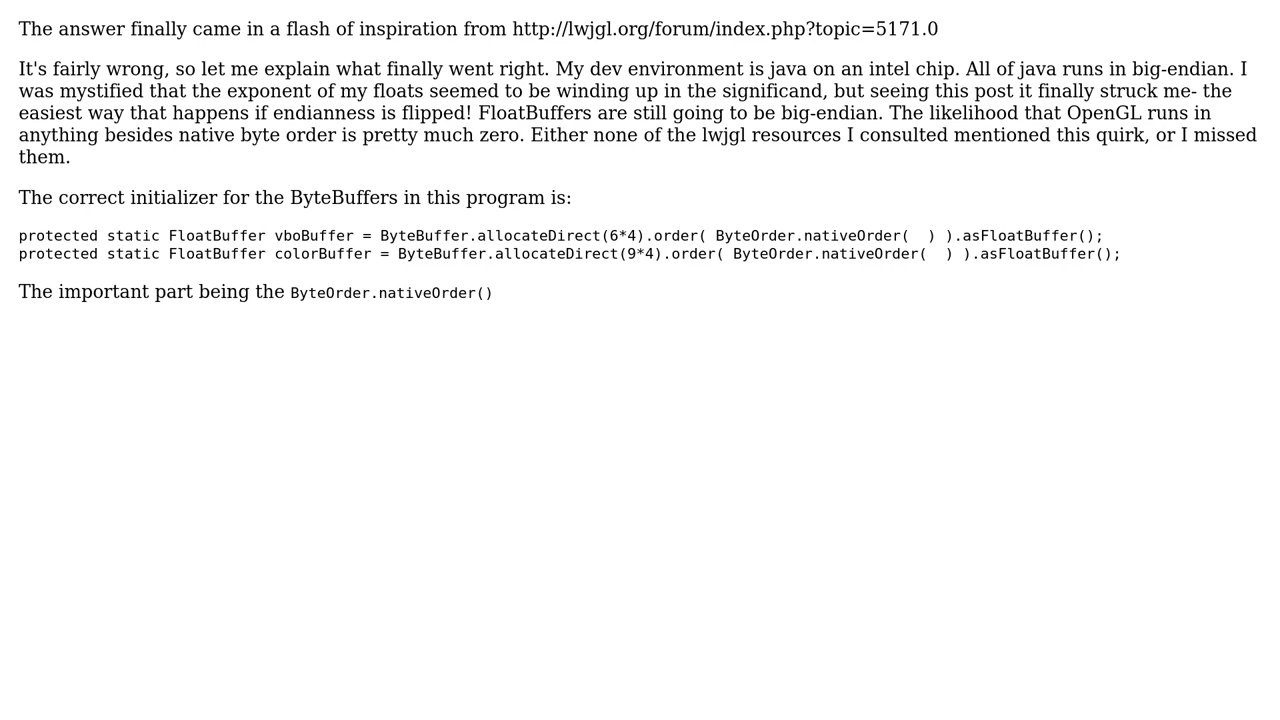 The answer finally came in a flash of inspiration from http://lwjgl.org/forum/index.php?topic=5171.0
It's fairly wrong, so let me explain what finally went right. My dev environment is java on an intel chip. All of java runs in big-endian. I
was mystified that the exponent of my floats seemed to be winding up in the significand, but seeing this post it finally struck me- the
easiest way that happens if endianness is flipped! FloatBuffers are still going to be big-endian. The likelihood that OpenGL runs in
anything besides native byte order is pretty much zero. Either none of the lwjgl resources I consulted mentioned this quirk, or I missed
them.
The correct initializer for the ByteBuffers in this program is:
protected static FloatBuffer vboBuffer = ByteBuffer.allocateDirect(6*4).order( ByteOrder.nativeOrder(  ) ).asFloatBuffer();
protected static FloatBuffer colorBuffer = ByteBuffer.allocateDirect(9*4).order( ByteOrder.nativeOrder(  ) ).asFloatBuffer();
The important part being the ByteOrder.nativeOrder()